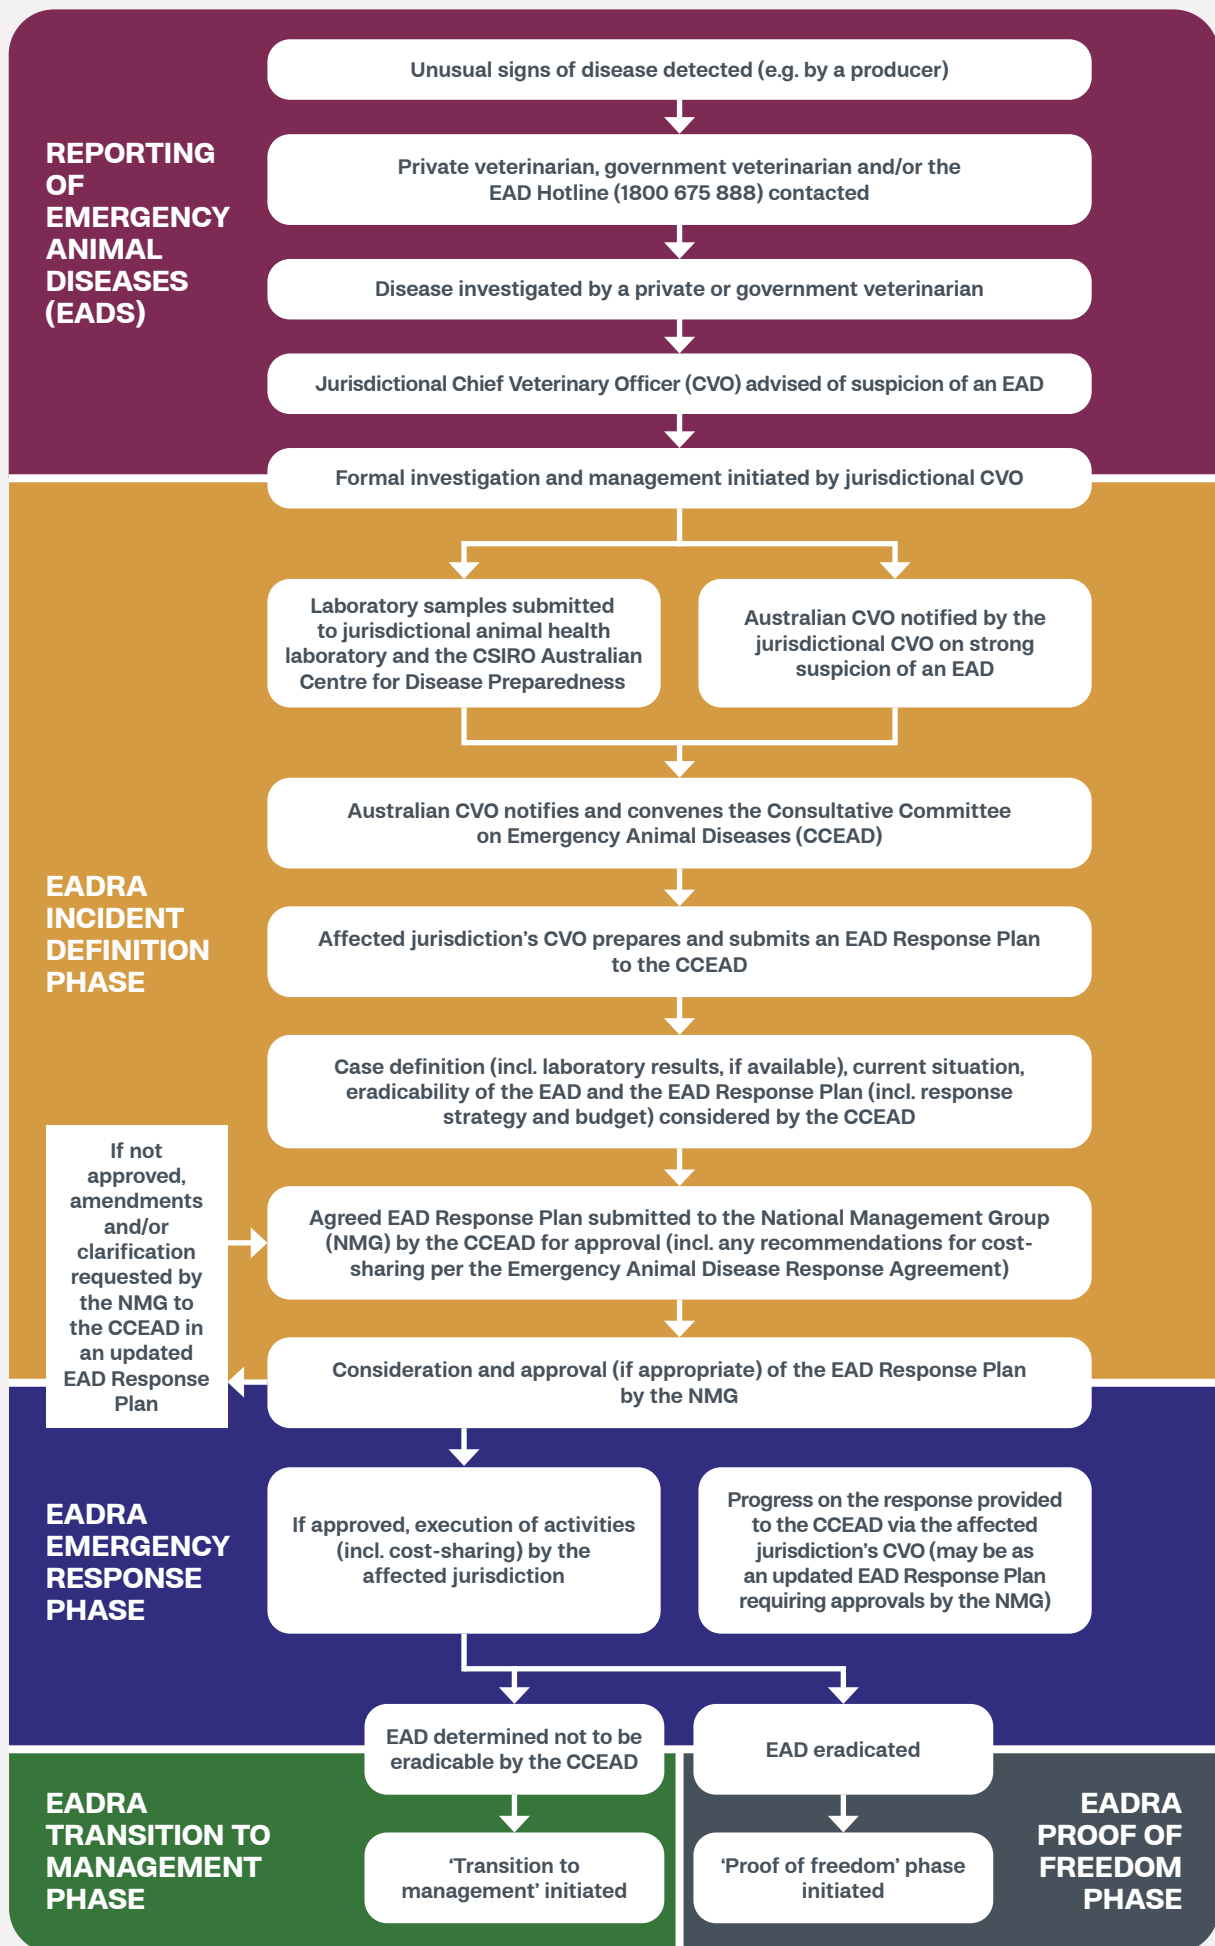 Unusual signs of disease detected (e.g. by a producer)
REPORTING
OF
EMERGENCY
ANIMAL
DISEASES
(EADS)
Private veterinarian, government veterinarian and/or the
EAD Hotline (1800 675 888) contacted
Disease investigated by a private or government veterinarian
Jurisdictional Chief Veterinary Officer (CVO) advised of suspicion of an EAD
Formal investigation and management initiated by jurisdictional CVO
Laboratory samples submitted
to jurisdictional animal health
laboratory and the CSIRO Australian
Centre for Disease Preparedness
Australian CVO notified by the
jurisdictional CVO on strong
suspicion of an EAD
Australian CVO notifies and convenes the Consultative Committee
on Emergency Animal Diseases (CCEAD)
EADRA
INCIDENT
DEFINITION
PHASE
Affected jurisdiction’s CVO prepares and submits an EAD Response Plan
to the CCEAD
Case definition (incl. laboratory results, if available), current situation,
eradicability of the EAD and the EAD Response Plan (incl. response
strategy and budget) considered by the CCEAD
If not
approved,
amendments
and/or
clarification
requested by
the NMG to
the CCEAD in
an updated
EAD Response
Plan
Agreed EAD Response Plan submitted to the National Management Group
(NMG) by the CCEAD for approval (incl. any recommendations for cost-
sharing per the Emergency Animal Disease Response Agreement)
Consideration and approval (if appropriate) of the EAD Response Plan
by the NMG
EADRA
EMERGENCY
RESPONSE
PHASE
If approved, execution of activities
(incl. cost-sharing) by the
affected jurisdiction
Progress on the response provided
to the CCEAD via the affected
jurisdiction’s CVO (may be as
an updated EAD Response Plan
requiring approvals by the NMG)
EAD determined not to be
eradicable by the CCEAD
EAD eradicated
EADRA
TRANSITION TO
MANAGEMENT
PHASE
‘Transition to
management’ initiated
‘Proof of freedom’ phase
initiated
EADRA
PROOF OF
FREEDOM
PHASE